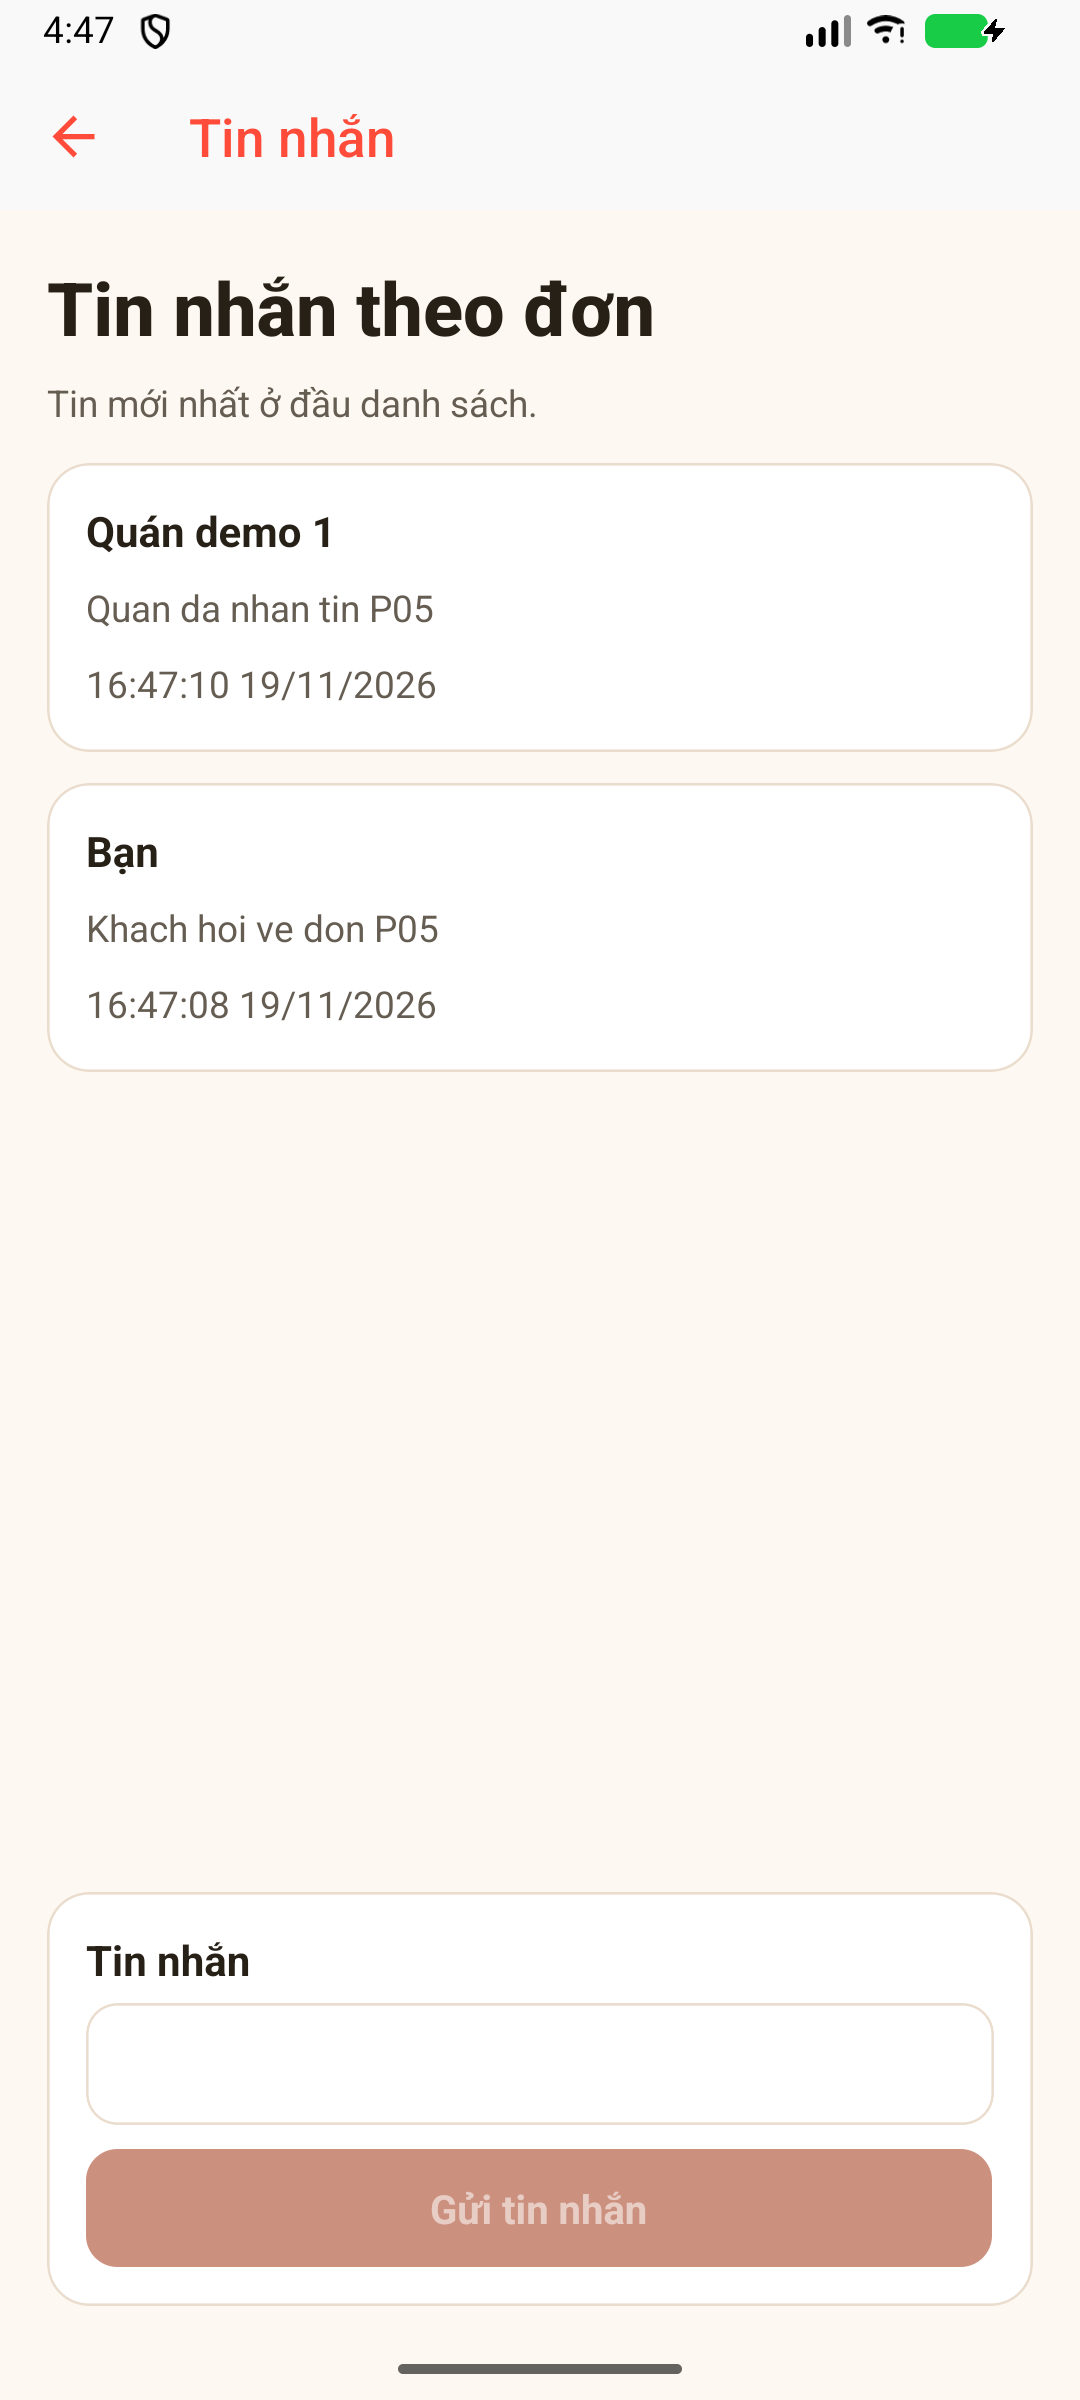 4:47
Tin nhắn
Tin nhắn theo đơn
Tin mới nhất ở đầu danh sách.
Quán demo 1
Quan da nhan tin P05
16:47:10 19/11/2026
Bạn
Khach hoi ve don P05
16:47:08 19/11/2026
Tin nhắn
Gửi tin nhắn